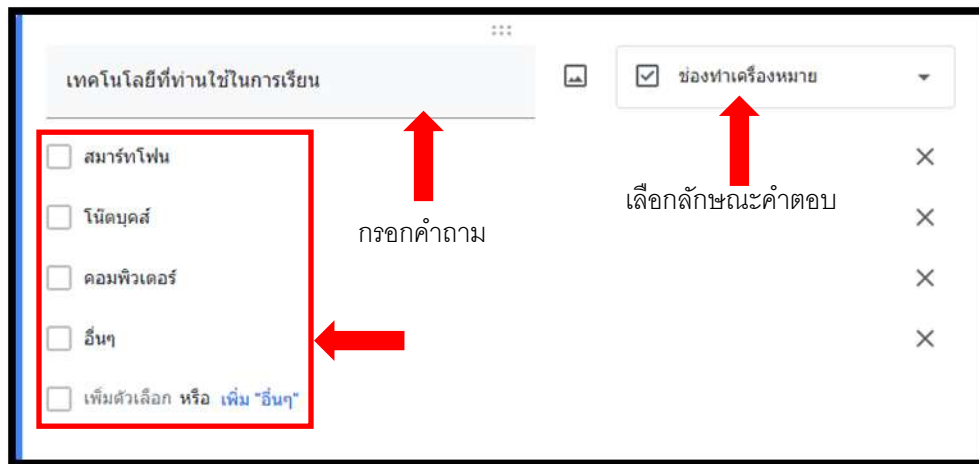 เทคโนโลยีที่ท่านใช้ในการเรียน
ช่องทำเครื่องหมาย
สมาร์ทโฟน
เลือกลักษณะคำตอบ
โน๊ตบุคส์
กรอกคำถาม
คอมพิวเตอร์
อื่นๆ
เพิ่มตัวเลือก หรือ เพิ่ม "อื่นๆ"